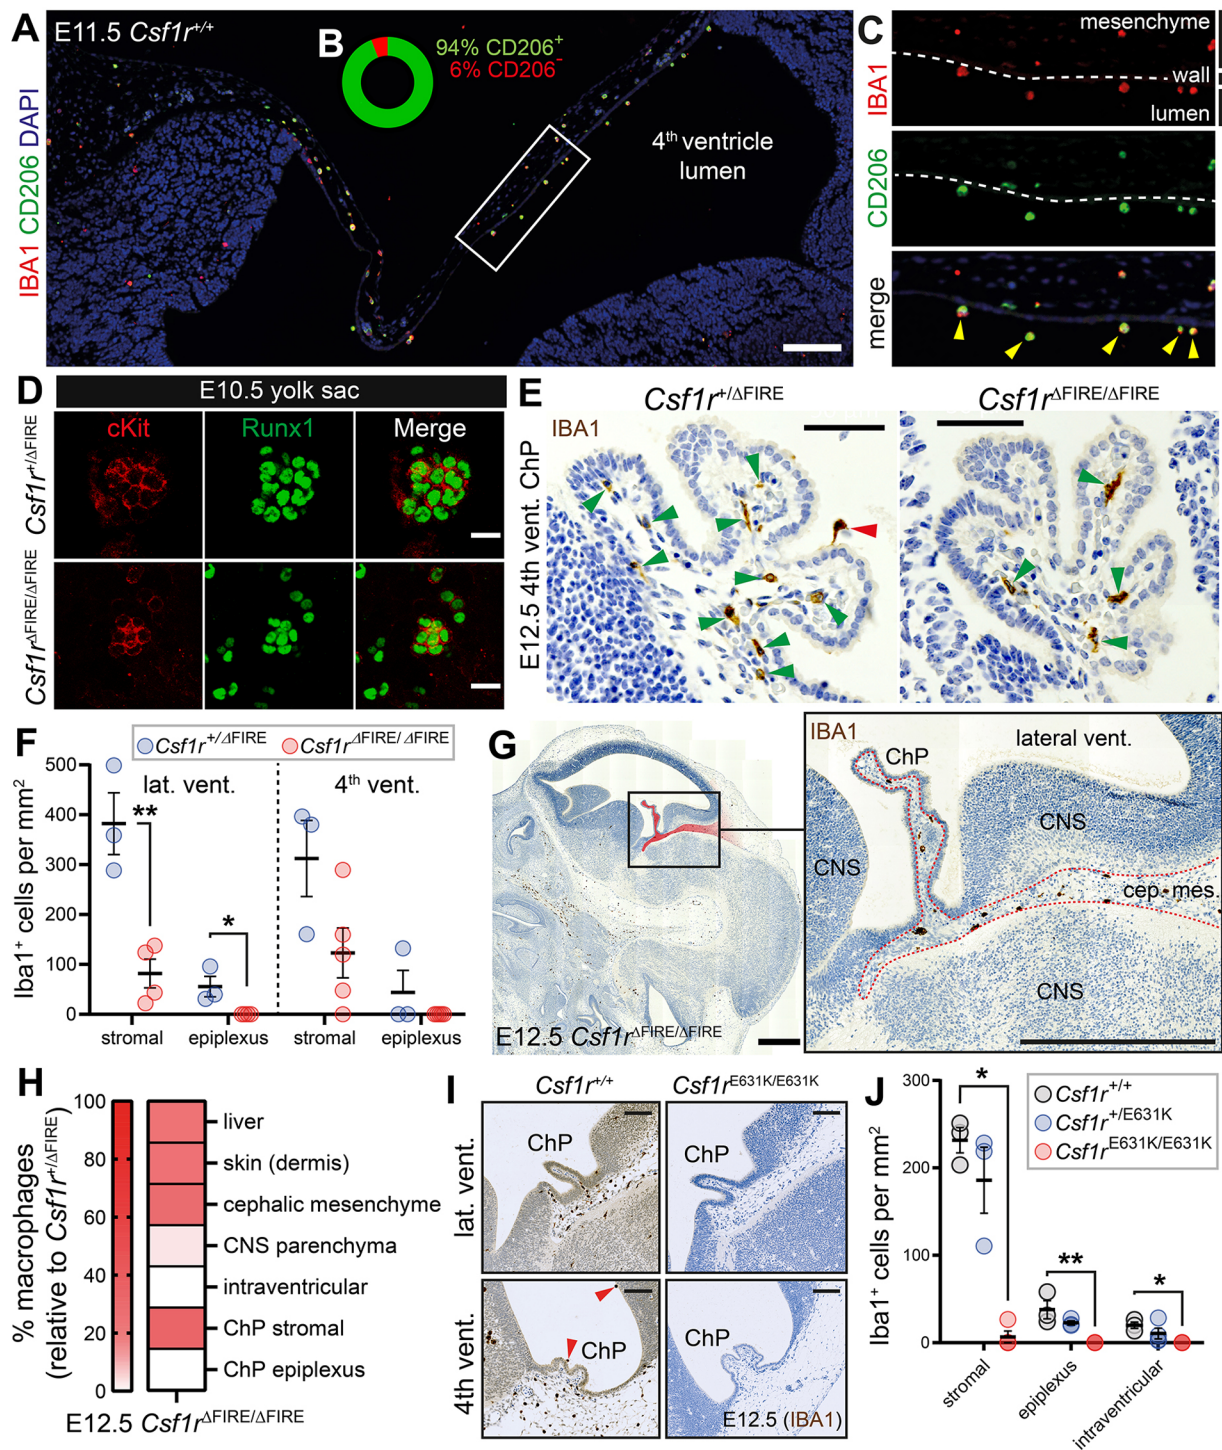 A
E11.5 Csf1r+/+
IBA1 CD206 DAPI
B
94% CD206+
6% CD206-
4th ventricle
lumen
C
IBA1
mesenchyme
wall
lumen
CD206
merge
D
E10.5 yolk sac
cKit
Runx1
Merge
Csf1r+/ΔFIRE
Csf1rΔFIRE/ΔFIRE
E
Csf1r+/ΔFIRE
Csf1rΔFIRE/ΔFIRE
IBA1
E12.5 4th vent. ChP
F
Csf1r+/ΔFIRE
Csf1rΔFIRE/ΔFIRE
lat. vent.
4th vent.
Iba1+ cells per mm2
500
400
300
200
100
0
**
*
stromal
epiplexus
stromal
epiplexus
G
E12.5 Csf1rΔFIRE/ΔFIRE
IBA1
ChP
lateral vent.
CNS
CNS
cep. mes.
CNS
H
% macrophages
(relative to Csf1r+/ΔFIRE)
100
80
60
40
20
0
liver
skin (dermis)
cephalic mesenchyme
CNS parenchyma
intraventricular
ChP stromal
ChP epiplexus
E12.5 Csf1rΔFIRE/ΔFIRE
I
Csf1r+/+
Csf1rE631K/E631K
lat. vent.
ChP
ChP
4th vent.
ChP
ChP
E12.5 (IBA1)
J
Iba1+ cells per mm2
300
200
100
0
*
**
*
Csf1r+/+
Csf1r+/E631K
Csf1rE631K/E631K
stromal
epiplexus
intraventricular